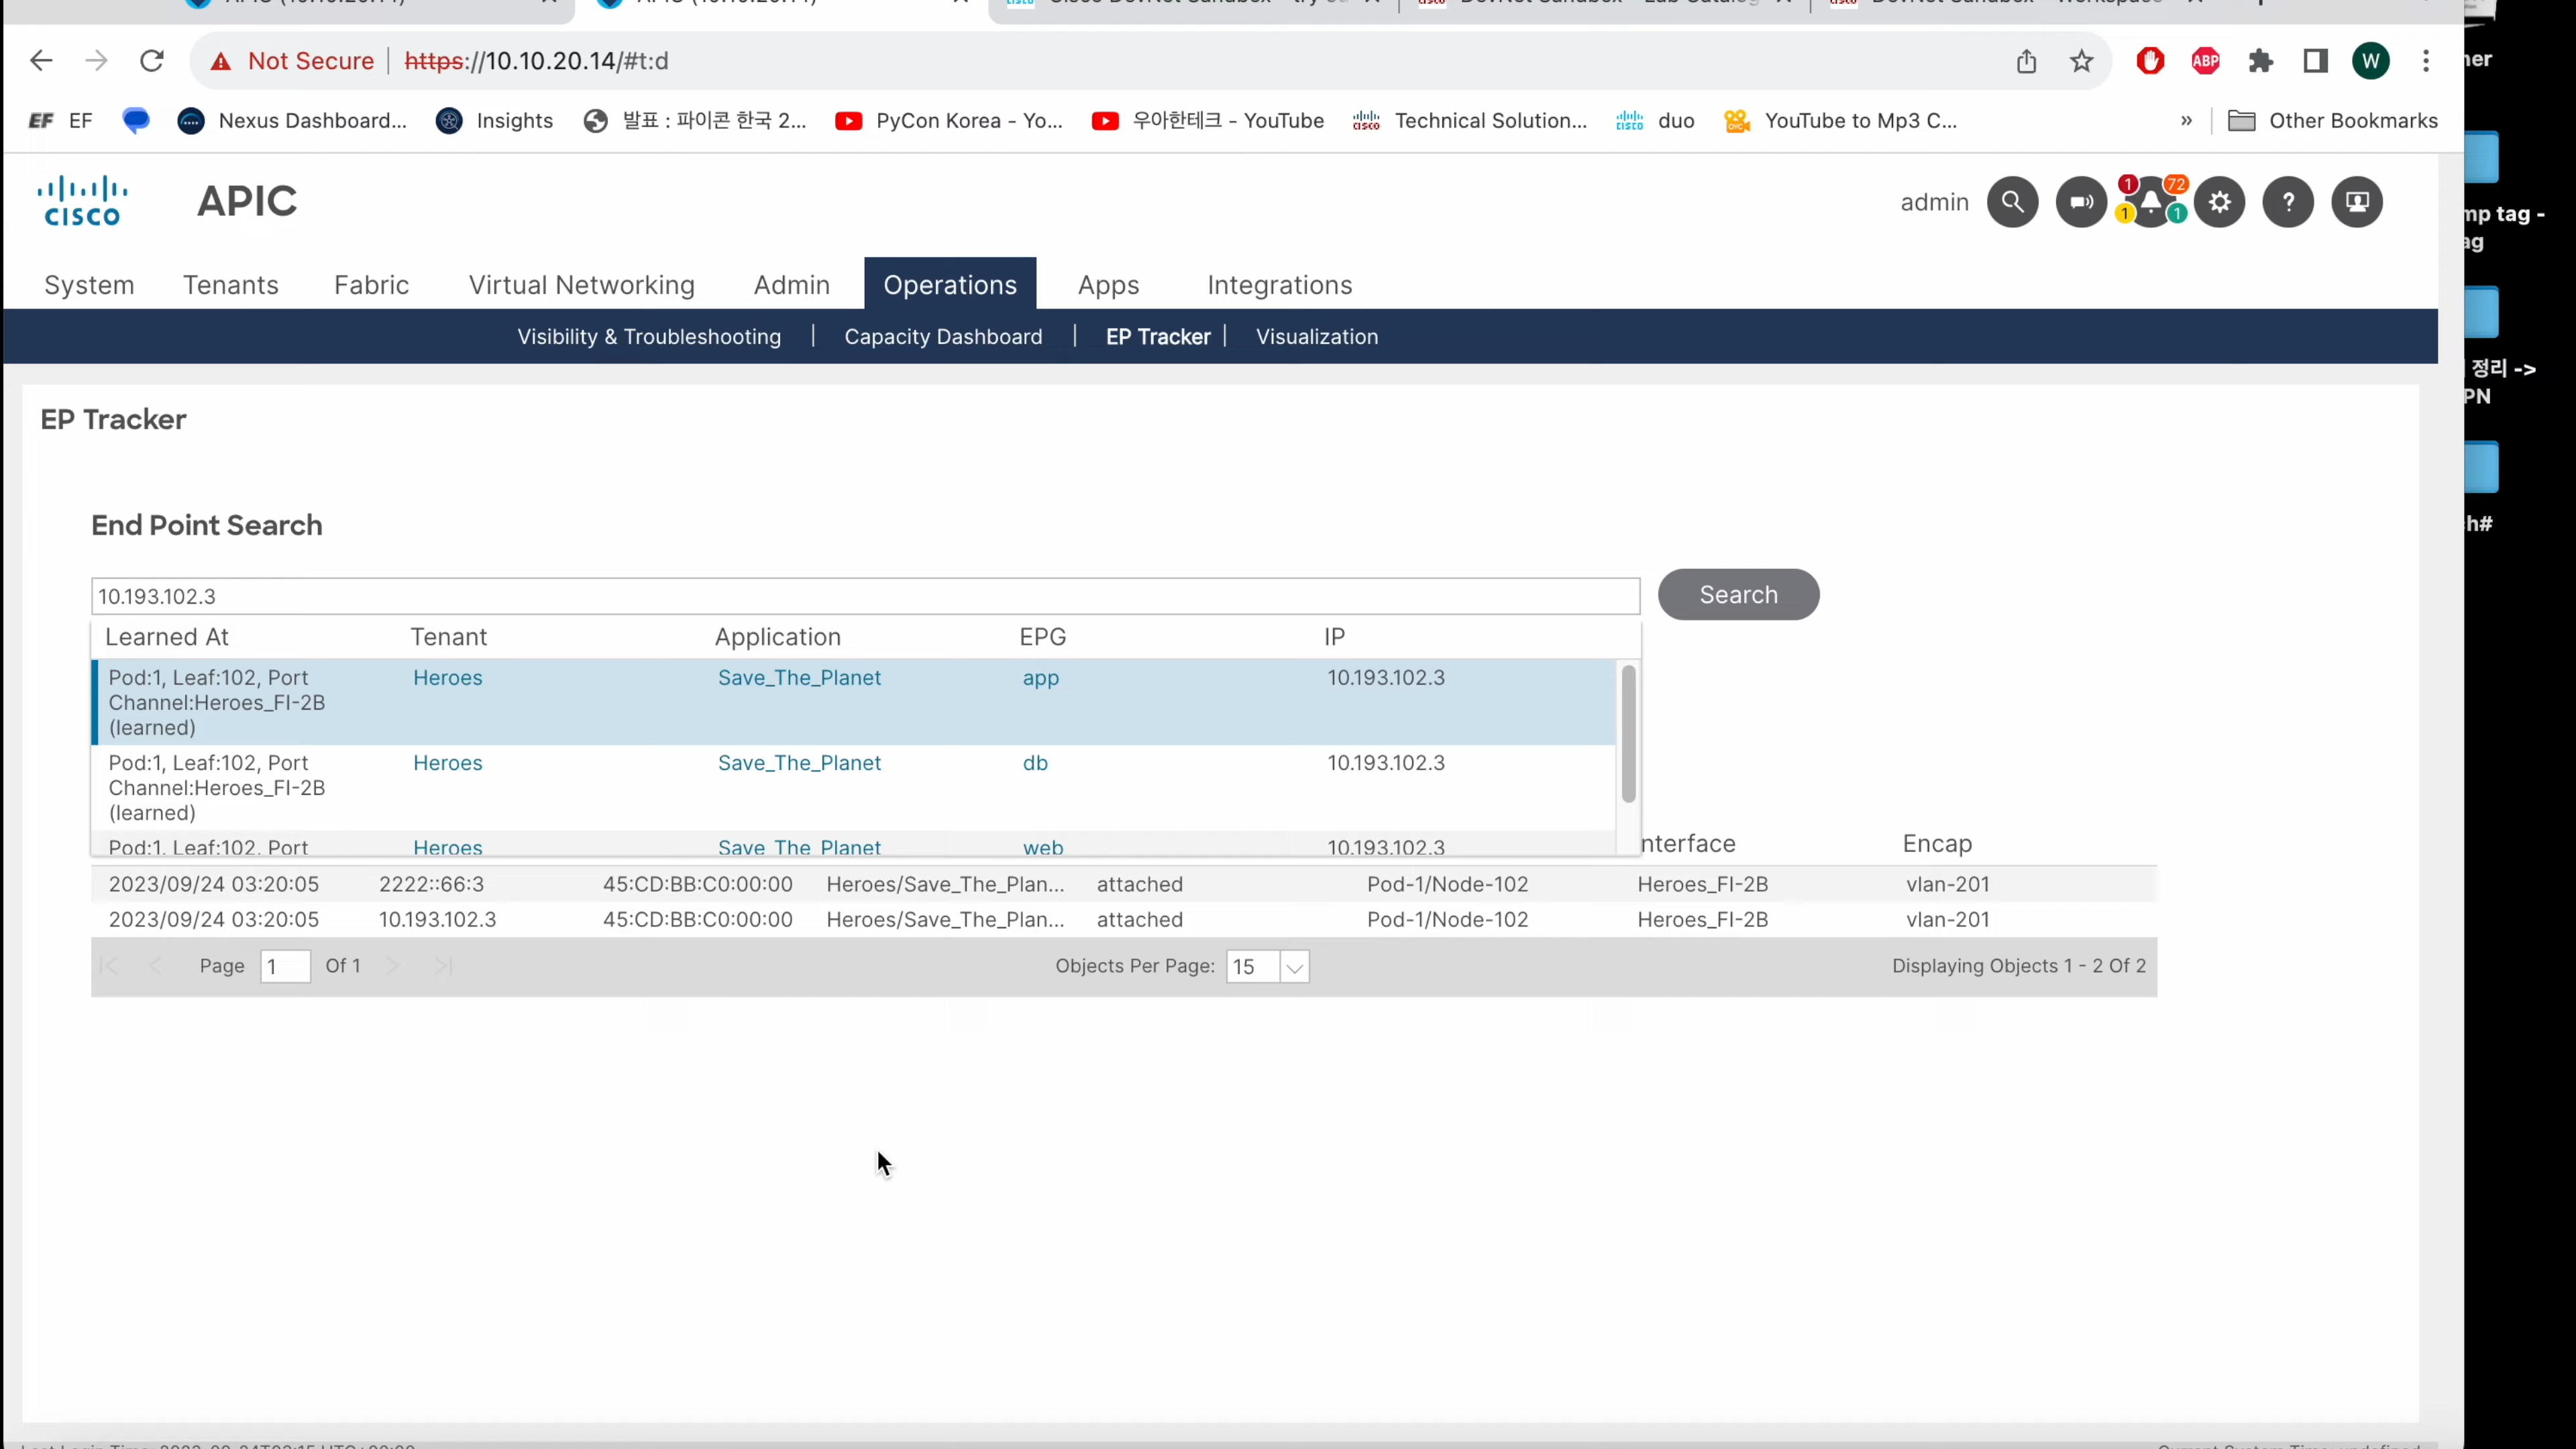 Not Secure https://10.10.20.14/#t:d
EF Nexus Dashboard... Insights 발표 : 파이콘 한국 2... PyCon Korea - Yo... 우아한테크 - YouTube Technical Solution... duo YouTube to Mp3 C... » Other Bookmarks
CISCO APIC admin 1 72 1 1
System Tenants Fabric Virtual Networking Admin Operations Apps Integrations
Visibility & Troubleshooting | Capacity Dashboard | EP Tracker | Visualization
EP Tracker
End Point Search
10.193.102.3 Search
Learned At Tenant Application EPG IP
Pod:1, Leaf:102, Port Heroes Save_The_Planet app 10.193.102.3
Channel:Heroes_FI-2B
(learned)
Pod:1, Leaf:102, Port Heroes Save_The_Planet db 10.193.102.3
Channel:Heroes_FI-2B
(learned)
Pod:1, Leaf:102, Port Heroes Save_The_Planet web 10.193.102.3
nterface Encap
2023/09/24 03:20:05 2222::66:3 45:CD:BB:C0:00:00 Heroes/Save_The_Plan... attached Pod-1/Node-102 Heroes_FI-2B vlan-201
2023/09/24 03:20:05 10.193.102.3 45:CD:BB:C0:00:00 Heroes/Save_The_Plan... attached Pod-1/Node-102 Heroes_FI-2B vlan-201
Page 1 Of 1 Objects Per Page: 15 Displaying Objects 1 - 2 Of 2
ner
mp tag -
ag
정리 ->
PN
h#